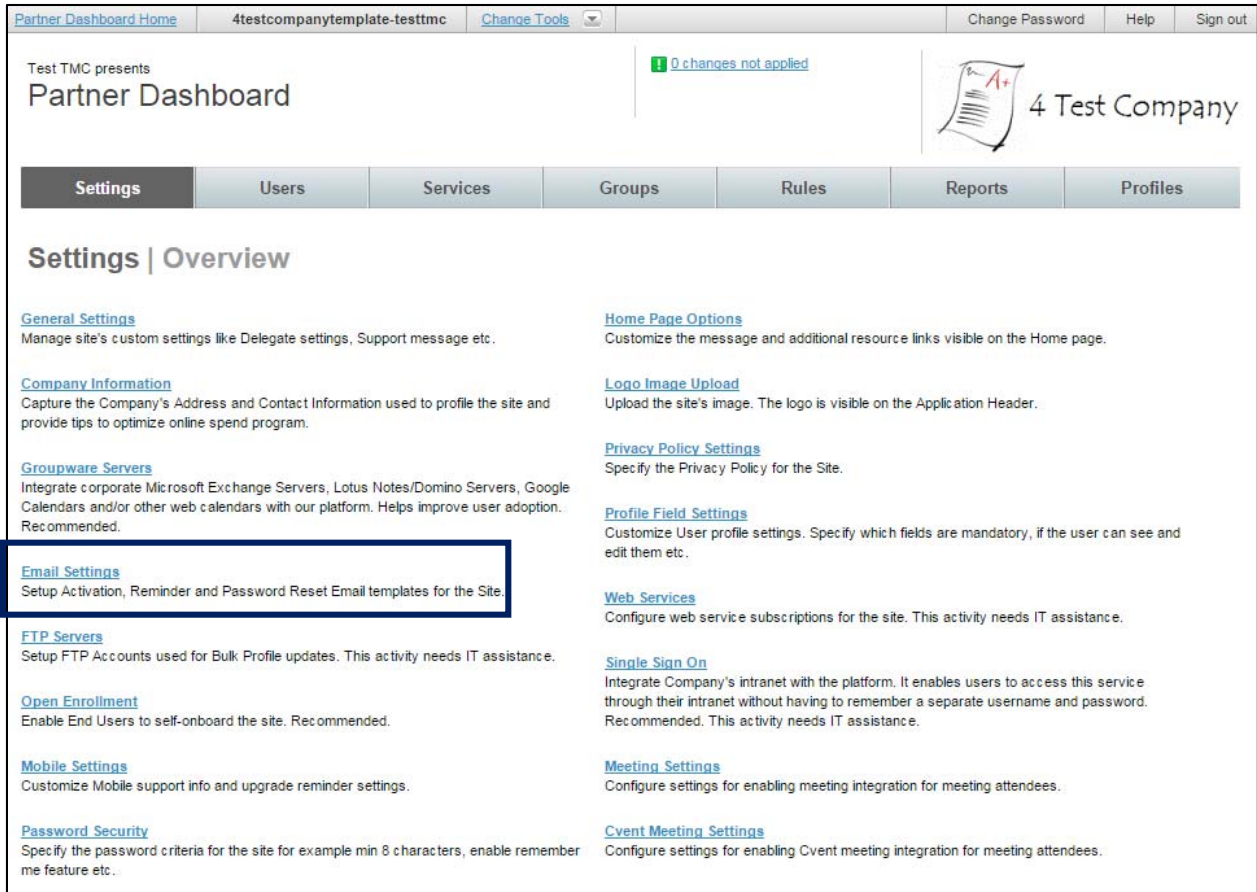 Partner Dashboard Home 4testcompanytemplate-testtmc Change Tools Change Password Help Sign out
Test TMC presents
Partner Dashboard
0 changes not applied
A+
4 Test Company
Settings Users Services Groups Rules Reports Profiles
Settings | Overview
General Settings
Manage site's custom settings like Delegate settings, Support message etc.
Company Information
Capture the Company's Address and Contact Information used to profile the site and
provide tips to optimize online spend program.
Groupware Servers
Integrate corporate Microsoft Exchange Servers, Lotus Notes/Domino Servers, Google
Calendars and/or other web calendars with our platform. Helps improve user adoption.
Recommended.
Email Settings
Setup Activation, Reminder and Password Reset Email templates for the Site.
FTP Servers
Setup FTP Accounts used for Bulk Profile updates. This activity needs IT assistance.
Open Enrollment
Enable End Users to self-onboard the site. Recommended.
Mobile Settings
Customize Mobile support info and upgrade reminder settings.
Password Security
Specify the password criteria for the site for example min 8 characters, enable remember
me feature etc.
Home Page Options
Customize the message and additional resource links visible on the Home page.
Logo Image Upload
Upload the site's image. The logo is visible on the Application Header.
Privacy Policy Settings
Specify the Privacy Policy for the Site.
Profile Field Settings
Customize User profile settings. Specify which fields are mandatory, if the user can see and
edit them etc.
Web Services
Configure web service subscriptions for the site. This activity needs IT assistance.
Single Sign On
Integrate Company's intranet with the platform. It enables users to access this service
through their intranet without having to remember a separate username and password.
Recommended. This activity needs IT assistance.
Meeting Settings
Configure settings for enabling meeting integration for meeting attendees.
Cvent Meeting Settings
Configure settings for enabling Cvent meeting integration for meeting attendees.